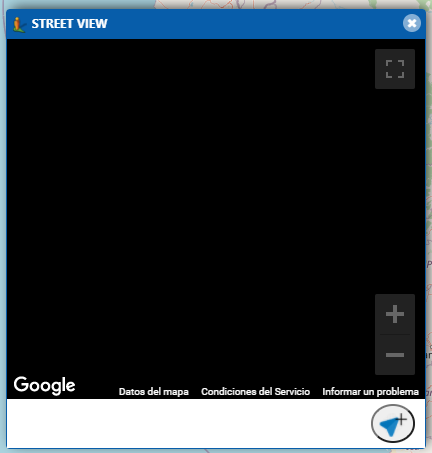 STREET VIEW
Google
Datos del mapa
Condiciones del Servicio
Informar un problema